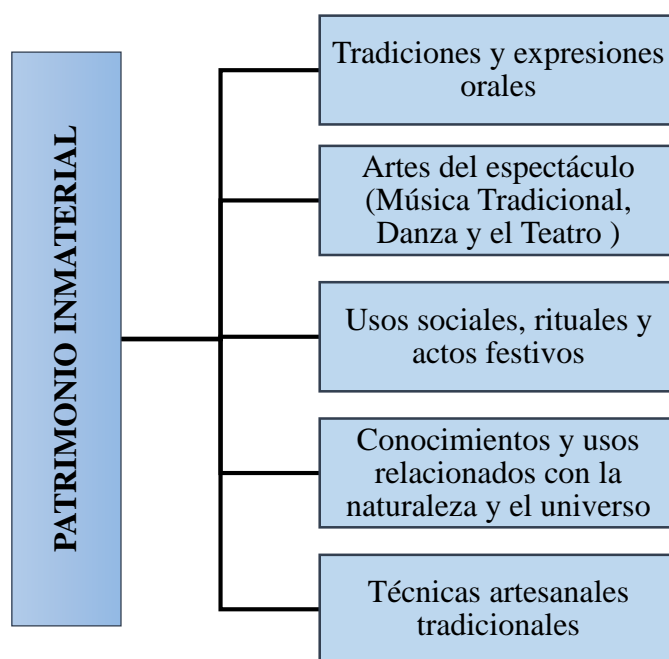 PATRIMONIO INMATERIAL
Tradiciones y expresiones
orales
Artes del espectáculo
(Música Tradicional,
Danza y el Teatro )
Usos sociales, rituales y
actos festivos
Conocimientos y usos
relacionados con la
naturaleza y el universo
Técnicas artesanales
tradicionales